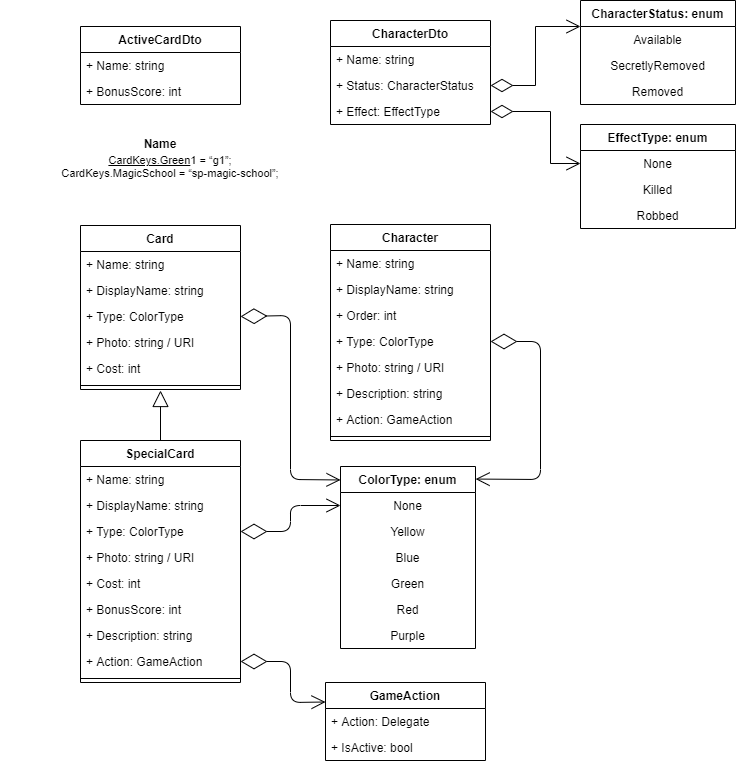 ActiveCardDto
+ Name: string
+ BonusScore: int
CharacterDto
+ Name: string
+ Status: CharacterStatus
+ Effect: EffectType
CharacterStatus: enum
Available
SecretlyRemoved
Removed
EffectType: enum
None
Killed
Robbed
Name
CardKeys.Green1 = “g1”;
CardKeys.MagicSchool = “sp-magic-school”;
Card
+ Name: string
+ DisplayName: string
+ Type: ColorType
+ Photo: string / URI
+ Cost: int
Character
+ Name: string
+ DisplayName: string
+ Order: int
+ Type: ColorType
+ Photo: string / URI
+ Description: string
+ Action: GameAction
SpecialCard
+ Name: string
+ DisplayName: string
+ Type: ColorType
+ Photo: string / URI
+ Cost: int
+ BonusScore: int
+ Description: string
+ Action: GameAction
ColorType: enum
None
Yellow
Blue
Green
Red
Purple
GameAction
+ Action: Delegate
+ IsActive: bool